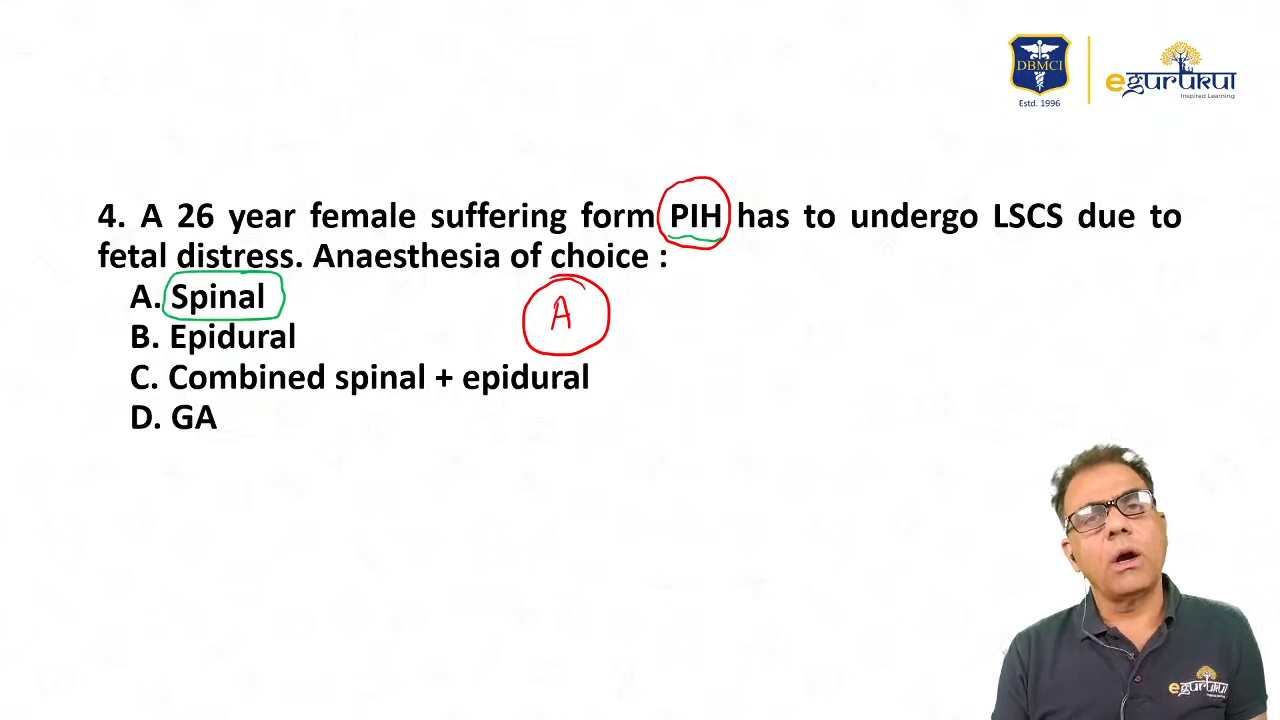 DBMCI
Estd. 1996
egurukul
Inspired Learning
4. A 26 year female suffering form PIH has to undergo LSCS due to
fetal distress. Anaesthesia of choice :
A. Spinal
A
B. Epidural
C. Combined spinal + epidural
D. GA
egurukul